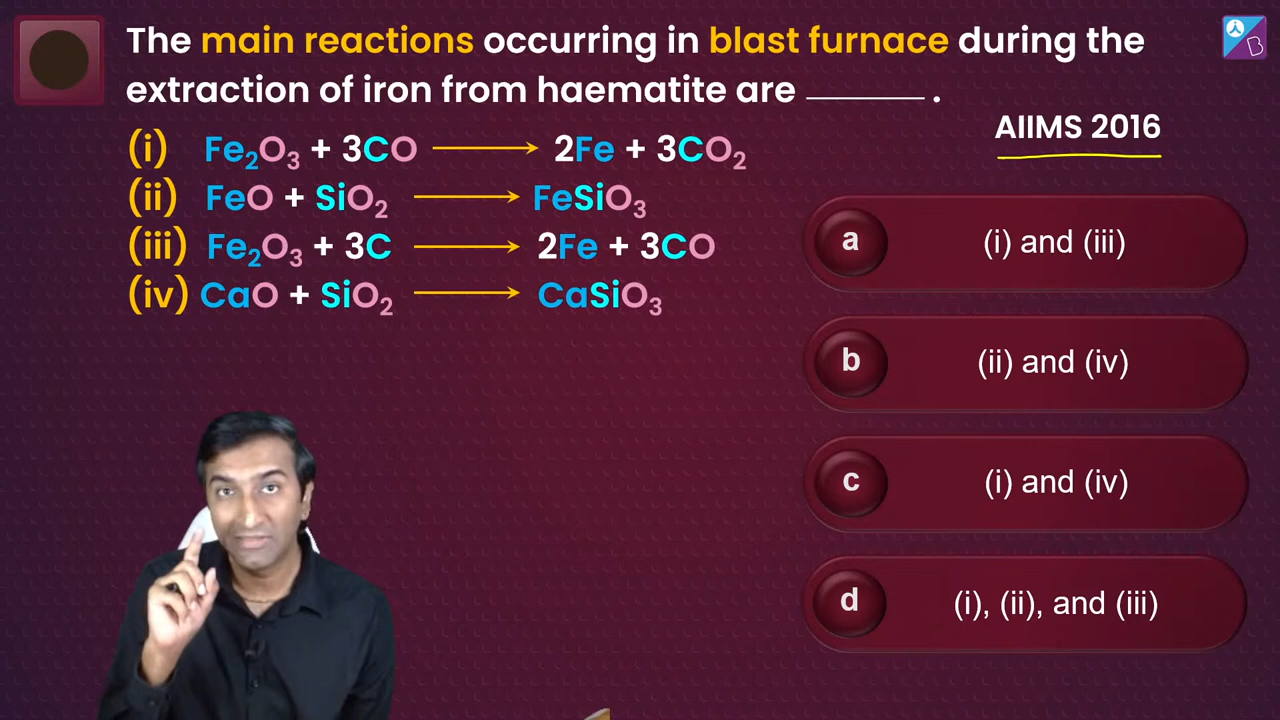 The main reactions occurring in blast furnace during the
extraction of iron from haematite are ______ .
AIIMS 2016
(i) Fe₂O₃ + 3CO ⟶ 2Fe + 3CO₂
(ii) FeO + SiO₂ ⟶ FeSiO₃
(iii) Fe₂O₃ + 3C ⟶ 2Fe + 3CO
(iv) CaO + SiO₂ ⟶ CaSiO₃
a (i) and (iii)
b (ii) and (iv)
c (i) and (iv)
d (i), (ii), and (iii)
B